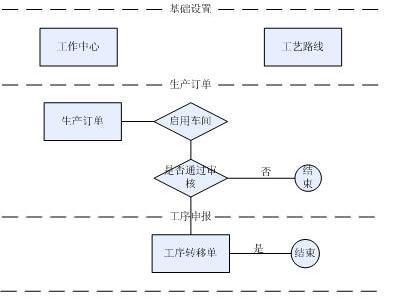 基础设置
工作中心
工艺路线
生产订单
生产订单
启用车间
是否通过审
核
否
结
束
工序申报
工序转移单
是
结束